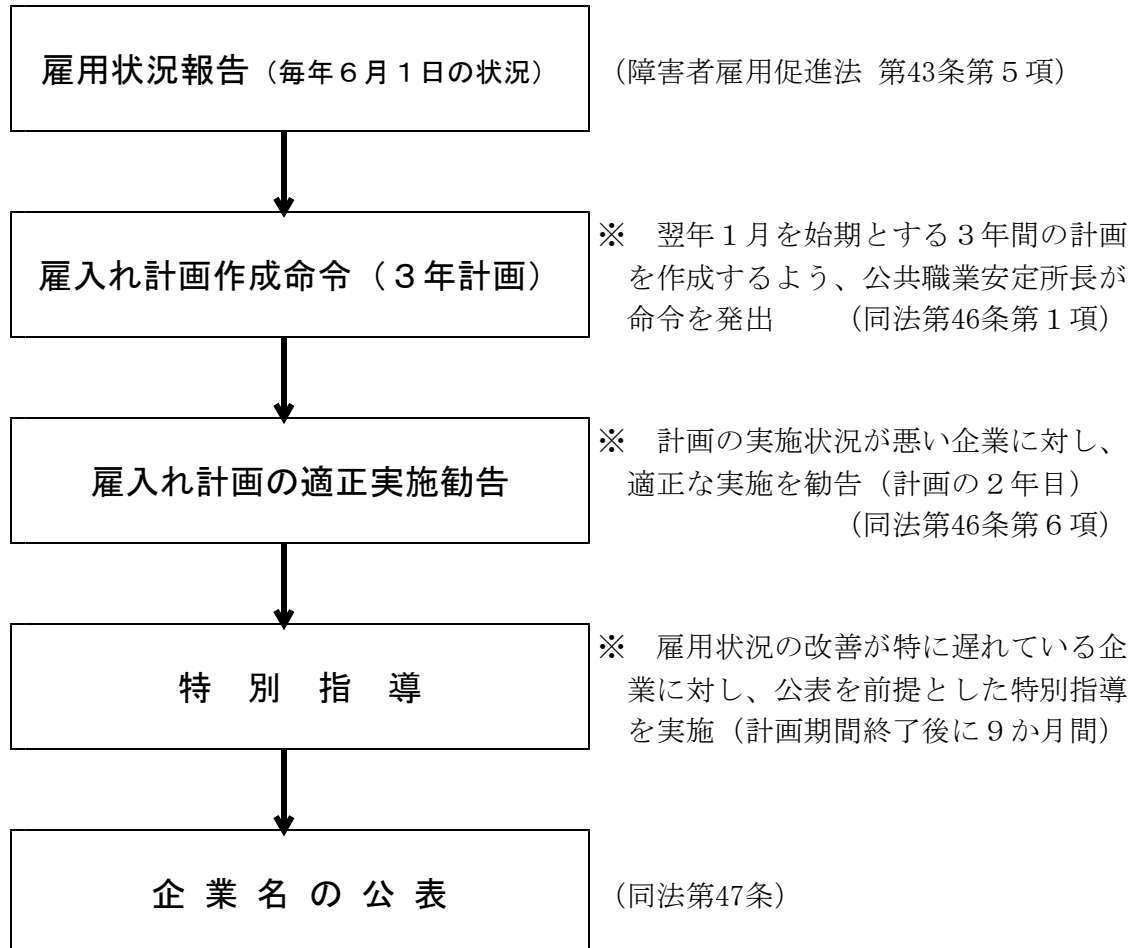 雇用状況報告（毎年６月１日の状況）
（障害者雇用促進法 第43条第５項）
雇入れ計画作成命令（３年計画）
※　翌年１月を始期とする３年間の計画
を作成するよう、公共職業安定所長が
命令を発出　　（同法第46条第１項）
雇入れ計画の適正実施勧告
※　計画の実施状況が悪い企業に対し、
適正な実施を勧告（計画の２年目）
（同法第46条第６項）
特　別　指　導
※　雇用状況の改善が特に遅れている企
業に対し、公表を前提とした特別指導
を実施（計画期間終了後に９か月間）
企 業 名 の 公 表
（同法第47条）